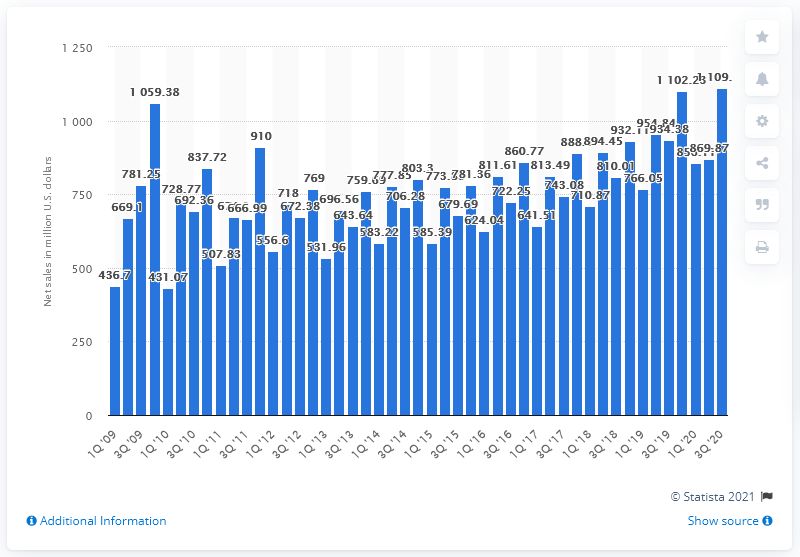 Net sales in million U.S. dollars
1 250
1 000
750
500
250
0
436.7
669.1
781.25
1 059.38
431.07
728.77
692.36
837.72
507.83
666.99
910
556.6
718
672.38
769
531.96
696.56
643.64
583.22
777.85
706.28
803.3
585.39
679.69
781.36
624.04
811.61
722.25
860.77
641.51
813.49
743.08
710.87
894.45
810.01
932.11
766.05
954.84
934.38
1 102.23
869.87
1 109.
1Q '09
3Q '09
1Q '10
3Q '10
1Q '11
3Q '11
1Q '12
3Q '12
1Q '13
3Q '13
1Q '14
3Q '14
1Q '15
3Q '15
1Q '16
3Q '16
1Q '17
3Q '17
1Q '18
3Q '18
1Q '19
3Q '19
1Q '20
3Q '20
© Statista 2021
Additional Information
Show source